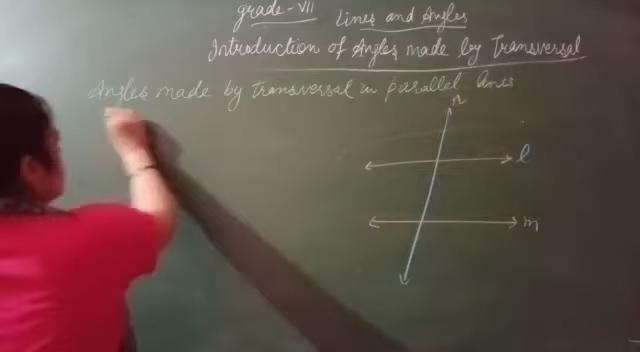 grade-VII Lines and Angles
Introduction of Angles made by Transversal
Angles made by transversal in parallel lines
n
l
m